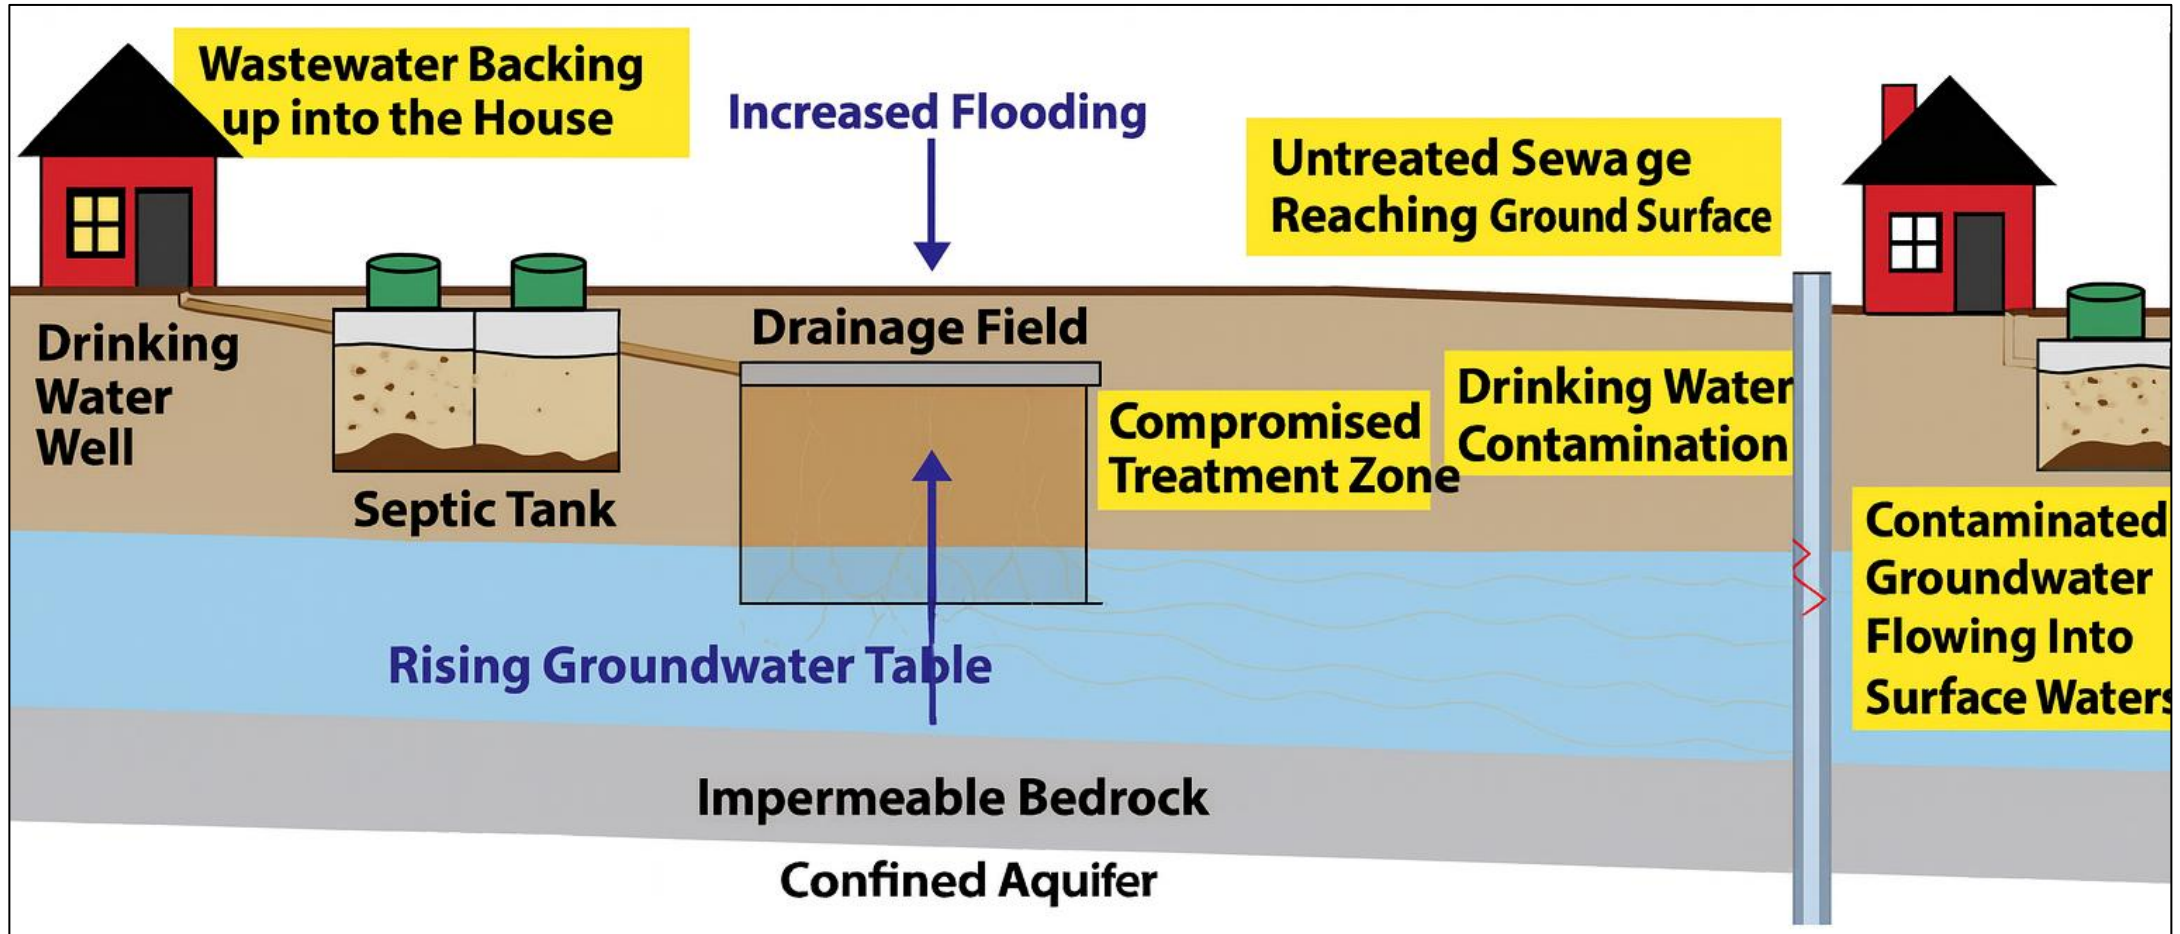 Wastewater Backing
up into the House
Increased Flooding
Untreated Sewage
Reaching Ground Surface
Drinking
Water
Well
Septic Tank
Drainage Field
Compromised
Treatment Zone
Drinking Water
Contamination
Contaminated
Groundwater
Flowing Into
Surface Waters
Rising Groundwater Table
Impermeable Bedrock
Confined Aquifer